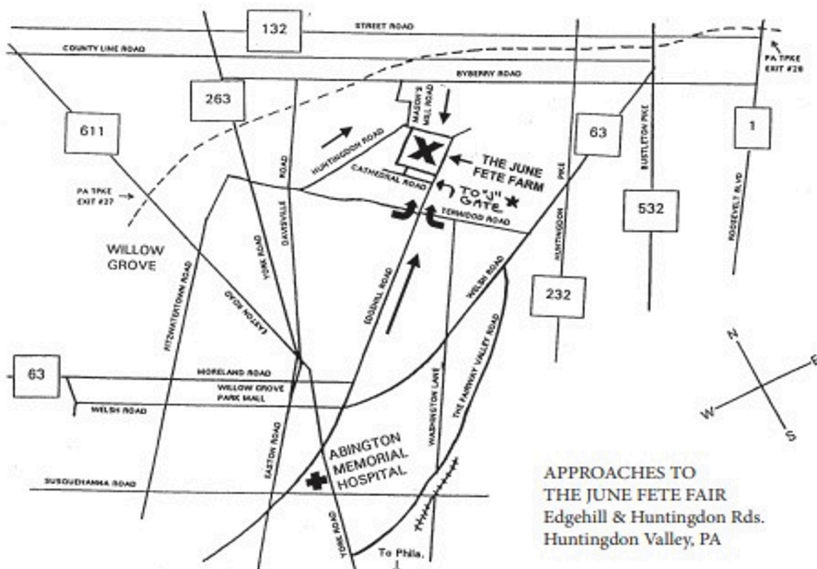 132
STREET ROAD
COUNTY LINE ROAD
PA TPKE
EXIT #28
BYBERRY ROAD
263
MASON'S
MILL ROAD
611
63
1
HUNTINGDON ROAD
ROAD
DAVISVILLE
X
THE JUNE
FETE FARM
CATHEDRAL ROAD
TO "J"
GATE
TERWOOD ROAD
PIKE
HUNTINGDON
BUSTLETON PIKE
532
ROOSEVELT BLVD
PA TPKE
EXIT #27
WILLOW
GROVE
YORK ROAD
FITZWATERTOWN ROAD
EASTON ROAD
EDGEHILL ROAD
WELSH ROAD
232
N
E
W
S
63
MORELAND ROAD
WILLOW GROVE
PARK MALL
WELSH ROAD
WASHINGTON LANE
THE FAIRWAY VALLEY ROAD
EASTON ROAD
ABINGTON
MEMORIAL
HOSPITAL
SUSQUEHANNA ROAD
YORK ROAD
To Phila.
APPROACHES TO
THE JUNE FETE FAIR
Edgehill & Huntingdon Rds.
Huntingdon Valley, PA